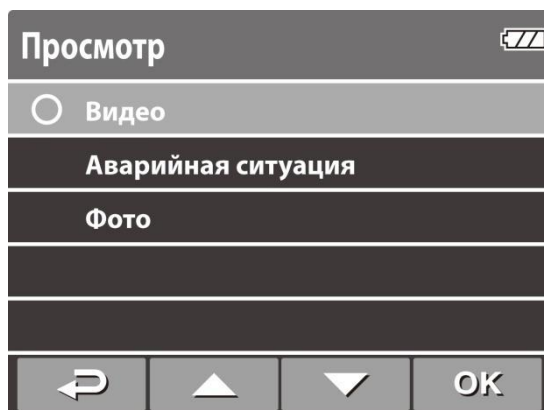 Просмотр
Видео
Аварийная ситуация
Фото
OK